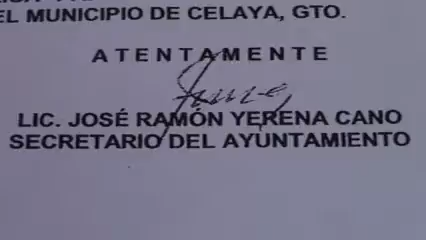 EL MUNICIPIO DE CELAYA, GTO.
ATENTAMENTE
LIC. JOSÉ RAMÓN YERENA CANO
SECRETARIO DEL AYUNTAMIENTO